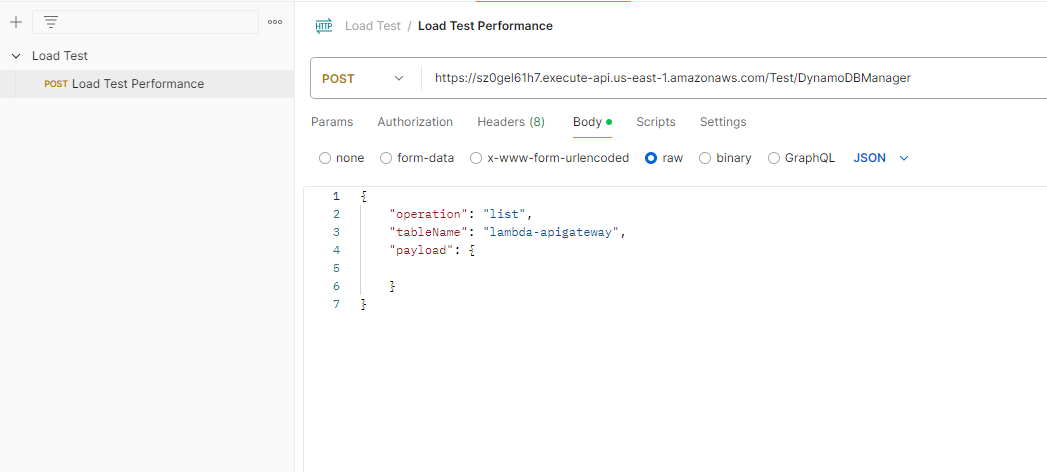 Load Test
POST Load Test Performance
HTTP Load Test / Load Test Performance
POST https://sz0gel61h7.execute-api.us-east-1.amazonaws.com/Test/DynamoDBManager
Params Authorization Headers (8) Body Scripts Settings
none form-data x-www-form-urlencoded raw binary GraphQL JSON
1 {
2 "operation": "list",
3 "tableName": "lambda-apigateway",
4 "payload": {
5
6 }
7 }